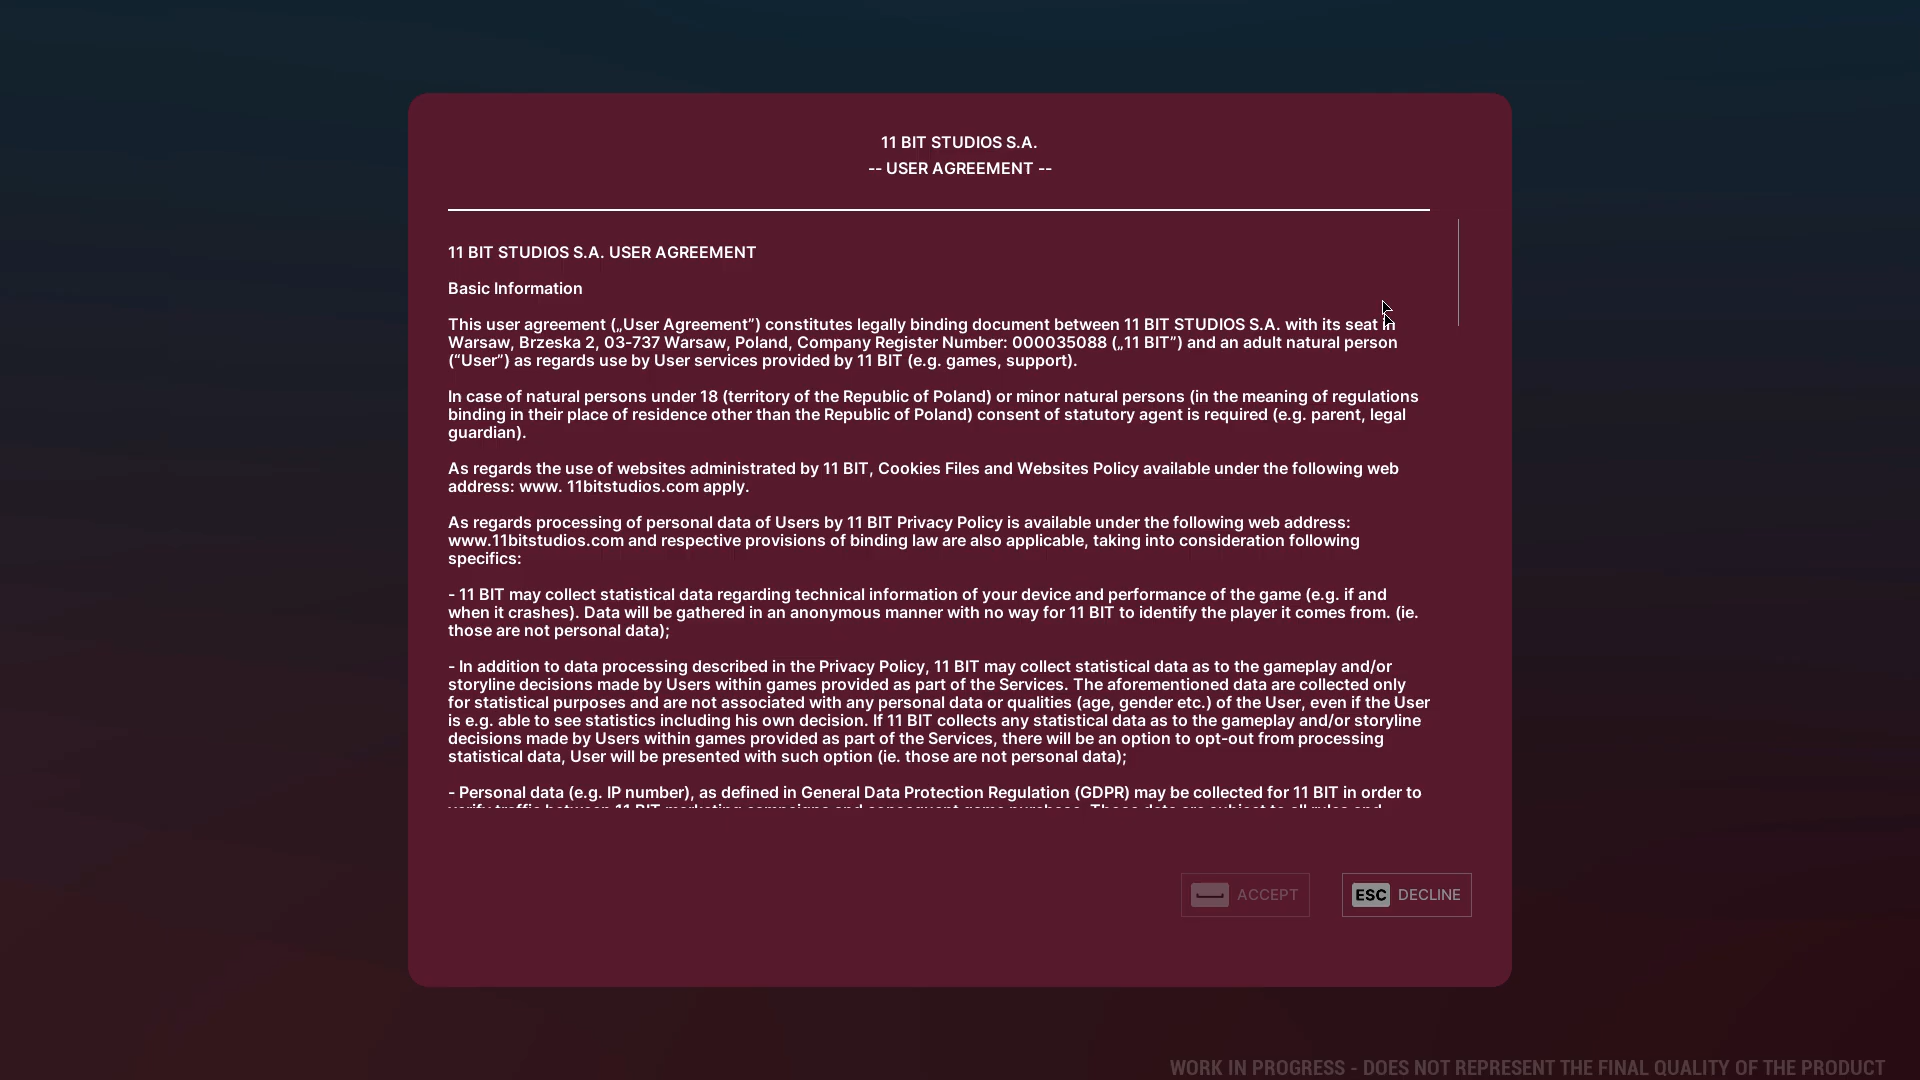 11 BIT STUDIOS S.A.
-- USER AGREEMENT --
11 BIT STUDIOS S.A. USER AGREEMENT
Basic Information
This user agreement („User Agreement”) constitutes legally binding document between 11 BIT STUDIOS S.A. with its seat in
Warsaw, Brzeska 2, 03-737 Warsaw, Poland, Company Register Number: 000035088 („11 BIT”) and an adult natural person
(“User”) as regards use by User services provided by 11 BIT (e.g. games, support).
In case of natural persons under 18 (territory of the Republic of Poland) or minor natural persons (in the meaning of regulations
binding in their place of residence other than the Republic of Poland) consent of statutory agent is required (e.g. parent, legal
guardian).
As regards the use of websites administrated by 11 BIT, Cookies Files and Websites Policy available under the following web
address: www. 11bitstudios.com apply.
As regards processing of personal data of Users by 11 BIT Privacy Policy is available under the following web address:
www.11bitstudios.com and respective provisions of binding law are also applicable, taking into consideration following
specifics:
- 11 BIT may collect statistical data regarding technical information of your device and performance of the game (e.g. if and
when it crashes). Data will be gathered in an anonymous manner with no way for 11 BIT to identify the player it comes from. (ie.
those are not personal data);
- In addition to data processing described in the Privacy Policy, 11 BIT may collect statistical data as to the gameplay and/or
storyline decisions made by Users within games provided as part of the Services. The aforementioned data are collected only
for statistical purposes and are not associated with any personal data or qualities (age, gender etc.) of the User, even if the User
is e.g. able to see statistics including his own decision. If 11 BIT collects any statistical data as to the gameplay and/or storyline
decisions made by Users within games provided as part of the Services, there will be an option to opt-out from processing
statistical data, User will be presented with such option (ie. those are not personal data);
- Personal data (e.g. IP number), as defined in General Data Protection Regulation (GDPR) may be collected for 11 BIT in order to
verify traffic between 11 BIT marketing campaigns and consequent game purchase. Those data are subject to all rules and
ACCEPT
ESC DECLINE
WORK IN PROGRESS - DOES NOT REPRESENT THE FINAL QUALITY OF THE PRODUCT